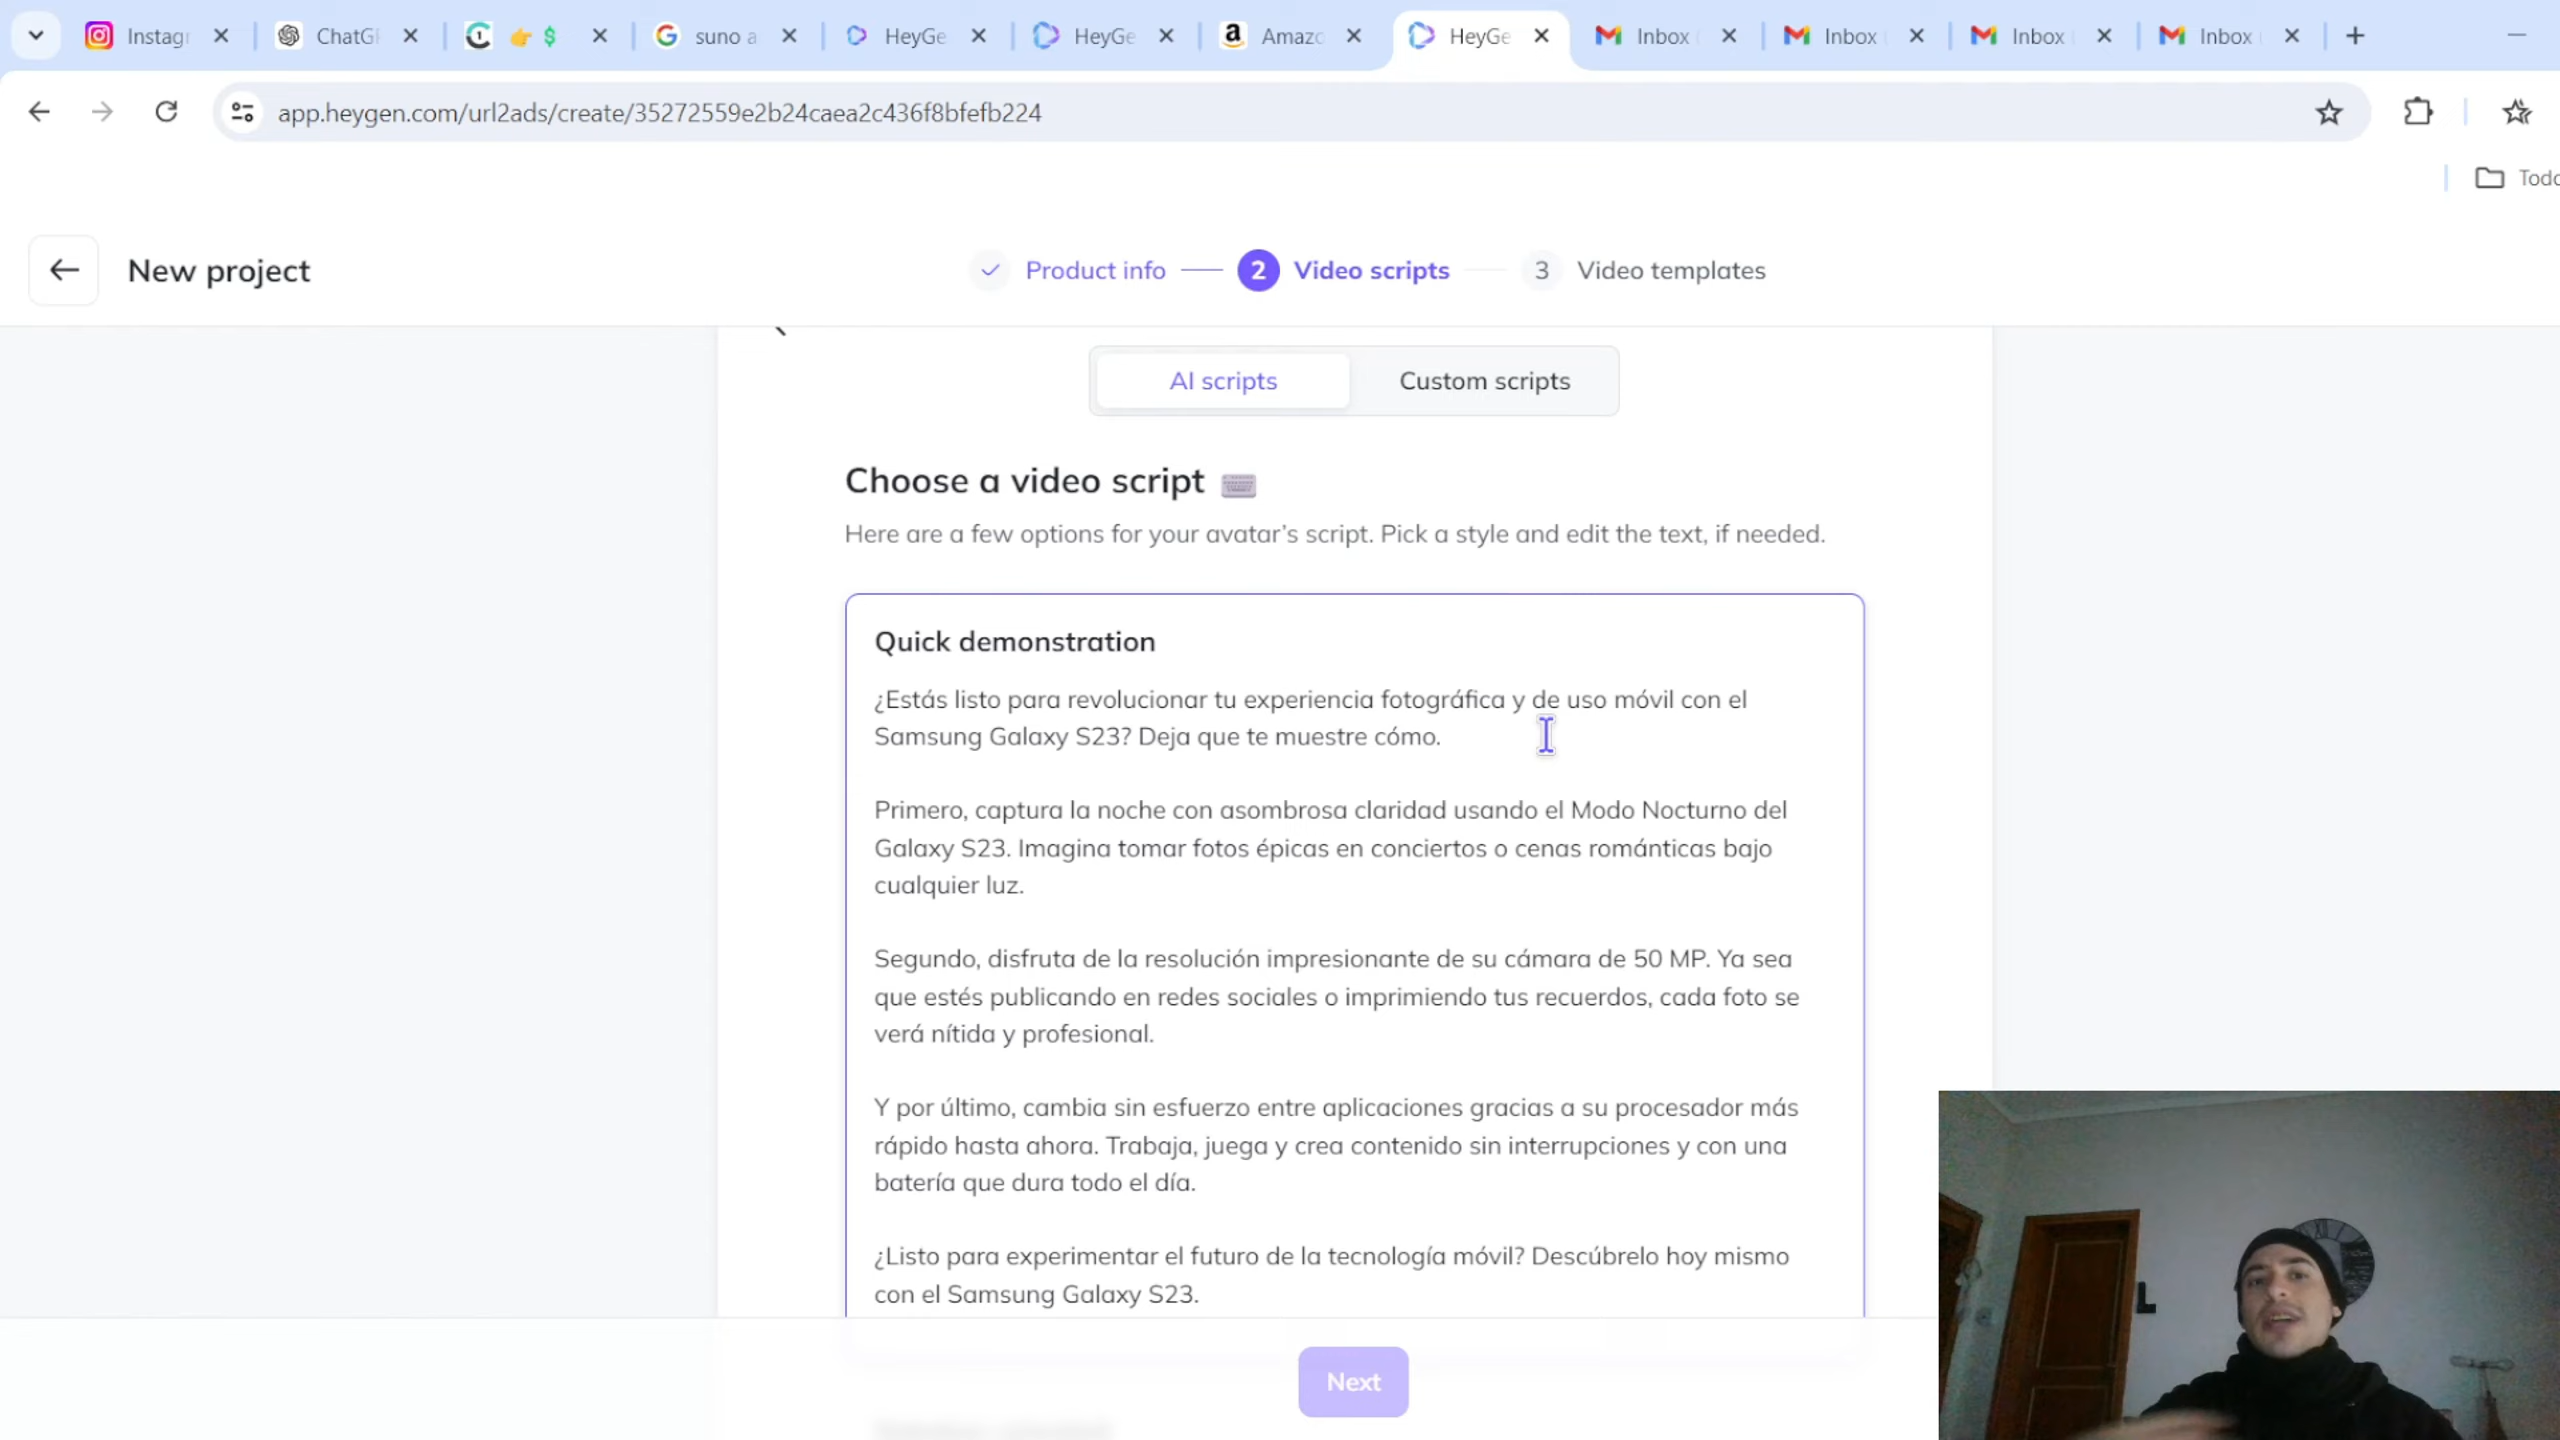 Instagr
ChatG
$
suno a
HeyGe
HeyGe
Amazo
HeyGe
Inbox
Inbox
Inbox
Inbox
app.heygen.com/url2ads/create/35272559e2b24caea2c436f8bfefb224
Todo
New project
Product info
2 Video scripts
3 Video templates
AI scripts
Custom scripts
Choose a video script
Here are a few options for your avatar's script. Pick a style and edit the text, if needed.
Quick demonstration
¿Estás listo para revolucionar tu experiencia fotográfica y de uso móvil con el
Samsung Galaxy S23? Deja que te muestre cómo.
Primero, captura la noche con asombrosa claridad usando el Modo Nocturno del
Galaxy S23. Imagina tomar fotos épicas en conciertos o cenas románticas bajo
cualquier luz.
Segundo, disfruta de la resolución impresionante de su cámara de 50 MP. Ya sea
que estés publicando en redes sociales o imprimiendo tus recuerdos, cada foto se
verá nítida y profesional.
Y por último, cambia sin esfuerzo entre aplicaciones gracias a su procesador más
rápido hasta ahora. Trabaja, juega y crea contenido sin interrupciones y con una
batería que dura todo el día.
¿Listo para experimentar el futuro de la tecnología móvil? Descúbrelo hoy mismo
con el Samsung Galaxy S23.
Next